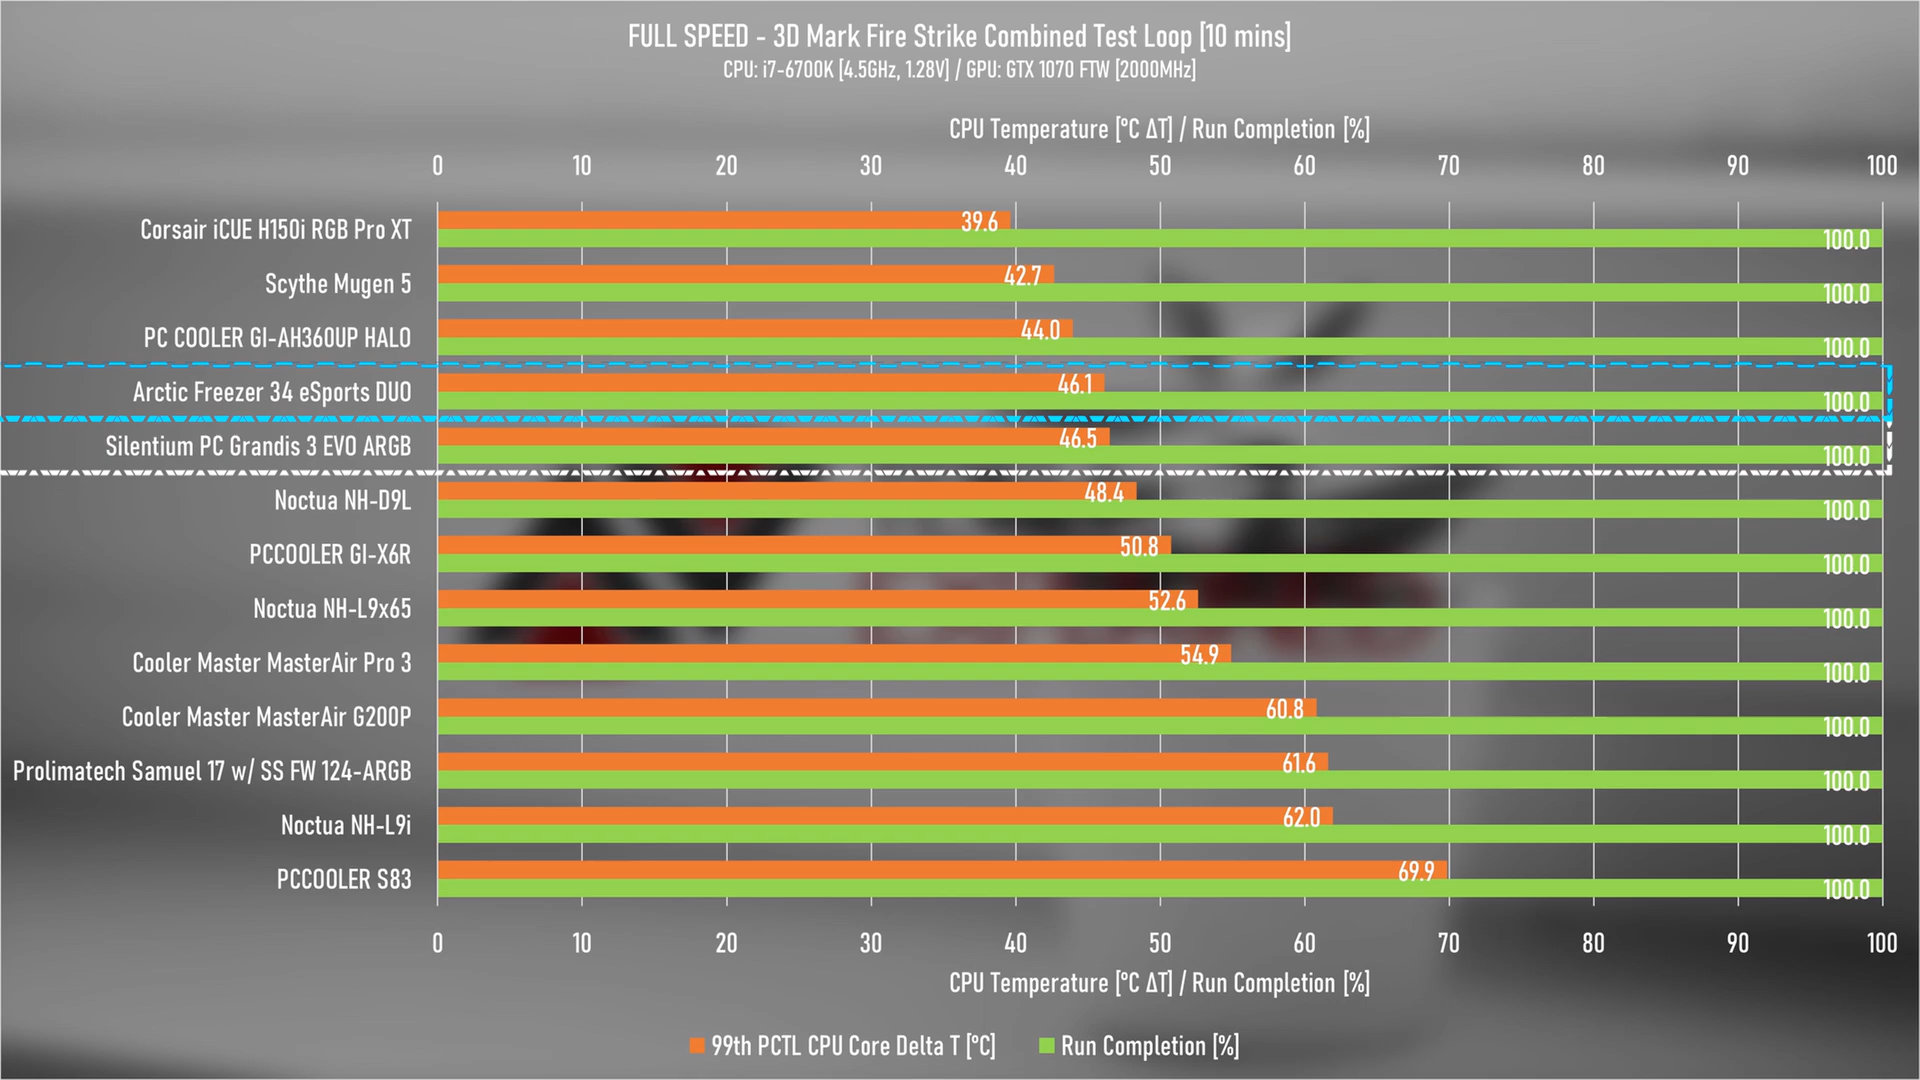 FULL SPEED - 3D Mark Fire Strike Combined Test Loop [10 mins]
CPU: i7-6700K [4.5GHz, 1.28V] / GPU: GTX 1070 FTW [2000MHz]
CPU Temperature [°C ΔT] / Run Completion [%]
0 10 20 30 40 50 60 70 80 90 100
Corsair iCUE H150i RGB Pro XT 39.6 100.0
Scythe Mugen 5 42.7 100.0
PC COOLER GI-AH360UP HALO 44.0 100.0
Arctic Freezer 34 eSports DUO 46.1 100.0
Silentium PC Grandis 3 EVO ARGB 46.5 100.0
Noctua NH-D9L 48.4 100.0
PCCOOLER GI-X6R 50.8 100.0
Noctua NH-L9x65 52.6 100.0
Cooler Master MasterAir Pro 3 54.9 100.0
Cooler Master MasterAir G200P 60.8 100.0
Prolimatech Samuel 17 w/ SS FW 124-ARGB 61.6 100.0
Noctua NH-L9i 62.0 100.0
PCCOOLER S83 69.9 100.0
0 10 20 30 40 50 60 70 80 90 100
CPU Temperature [°C ΔT] / Run Completion [%]
99th PCTL CPU Core Delta T [°C] Run Completion [%]